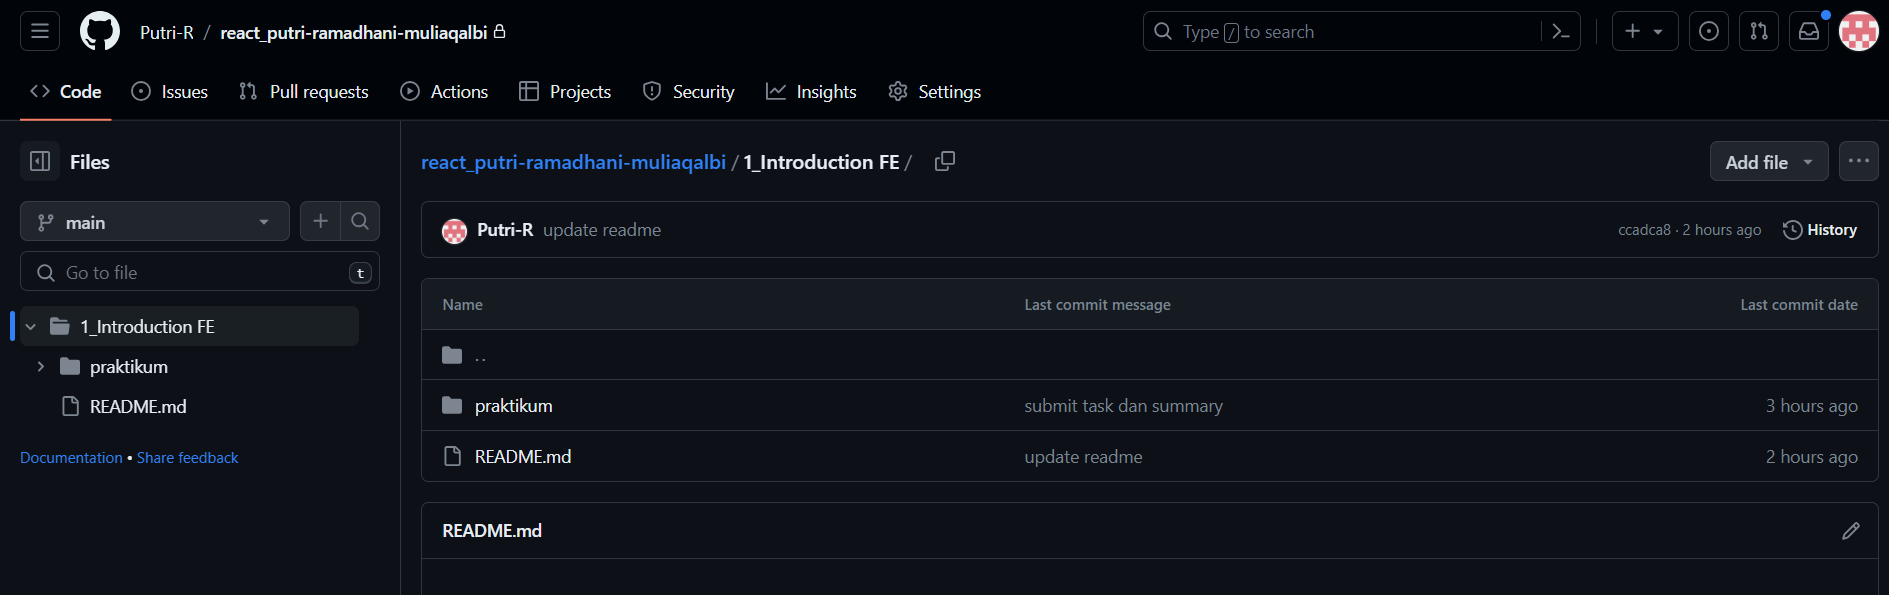 Putri-R / react_putri-ramadhani-muliaqalbi
Type / to search
Code
Issues
Pull requests
Actions
Projects
Security
Insights
Settings
Files
main
Go to file
t
1_Introduction FE
praktikum
README.md
Documentation • Share feedback
react_putri-ramadhani-muliaqalbi / 1_Introduction FE /
Add file
Putri-R update readme
ccadca8 · 2 hours ago
History
Name Last commit message Last commit date
..
praktikum submit task dan summary 3 hours ago
README.md update readme 2 hours ago
README.md